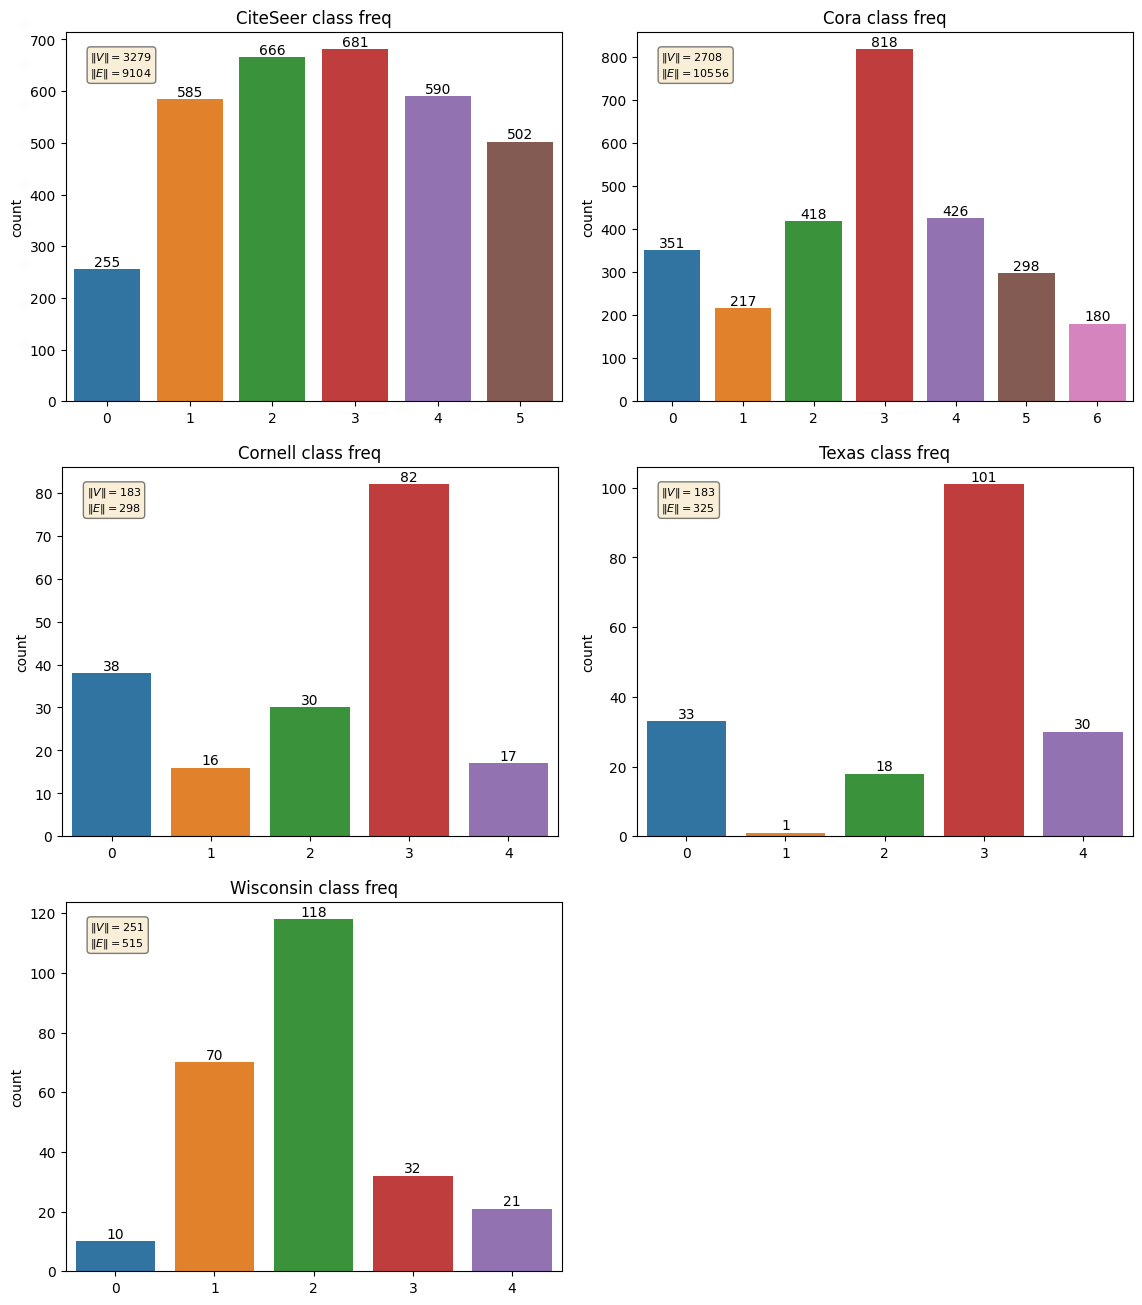 CiteSeer class freq
‖V‖ = 3279
‖E‖ = 9104
count
700
600
500
400
300
200
100
0
255
585
666
681
590
502
0 1 2 3 4 5
Cora class freq
‖V‖ = 2708
‖E‖ = 10556
count
800
700
600
500
400
300
200
100
0
351
217
418
818
426
298
180
0 1 2 3 4 5 6
Cornell class freq
‖V‖ = 183
‖E‖ = 298
count
80
70
60
50
40
30
20
10
0
38
16
30
82
17
0 1 2 3 4
Texas class freq
‖V‖ = 183
‖E‖ = 325
count
100
80
60
40
20
0
33
1
18
101
30
0 1 2 3 4
Wisconsin class freq
‖V‖ = 251
‖E‖ = 515
count
120
100
80
60
40
20
0
10
70
118
32
21
0 1 2 3 4